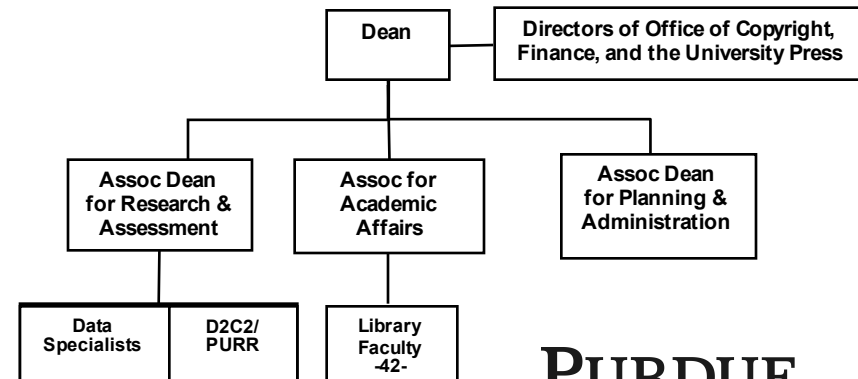 Dean
Directors of Office of Copyright,
Finance, and the University Press
Assoc Dean
for Research &
Assessment
Assoc for
Academic
Affairs
Assoc Dean
for Planning &
Administration
Data
Specialists
D2C2/
PURR
Library
Faculty
-42-
PURDUE